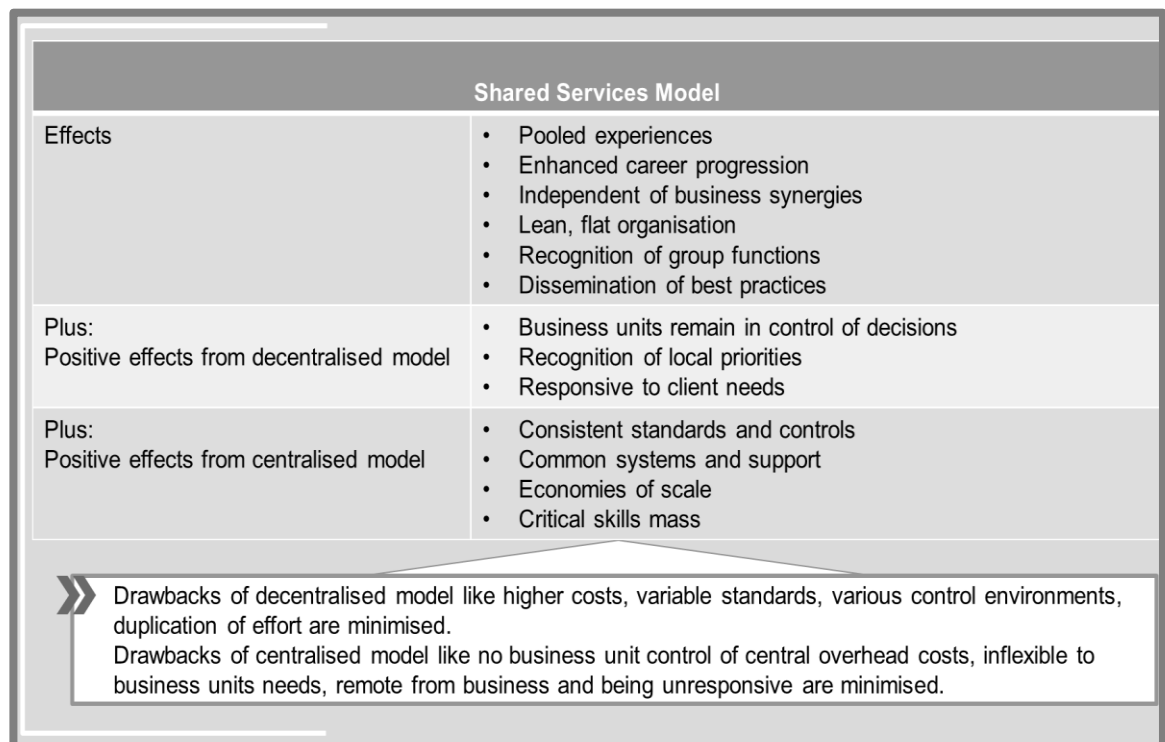 Shared Services Model
Effects
• Pooled experiences
• Enhanced career progression
• Independent of business synergies
• Lean, flat organisation
• Recognition of group functions
• Dissemination of best practices
Plus:
Positive effects from decentralised model
• Business units remain in control of decisions
• Recognition of local priorities
• Responsive to client needs
Plus:
Positive effects from centralised model
• Consistent standards and controls
• Common systems and support
• Economies of scale
• Critical skills mass
Drawbacks of decentralised model like higher costs, variable standards, various control environments,
duplication of effort are minimised.
Drawbacks of centralised model like no business unit control of central overhead costs, inflexible to
business units needs, remote from business and being unresponsive are minimised.